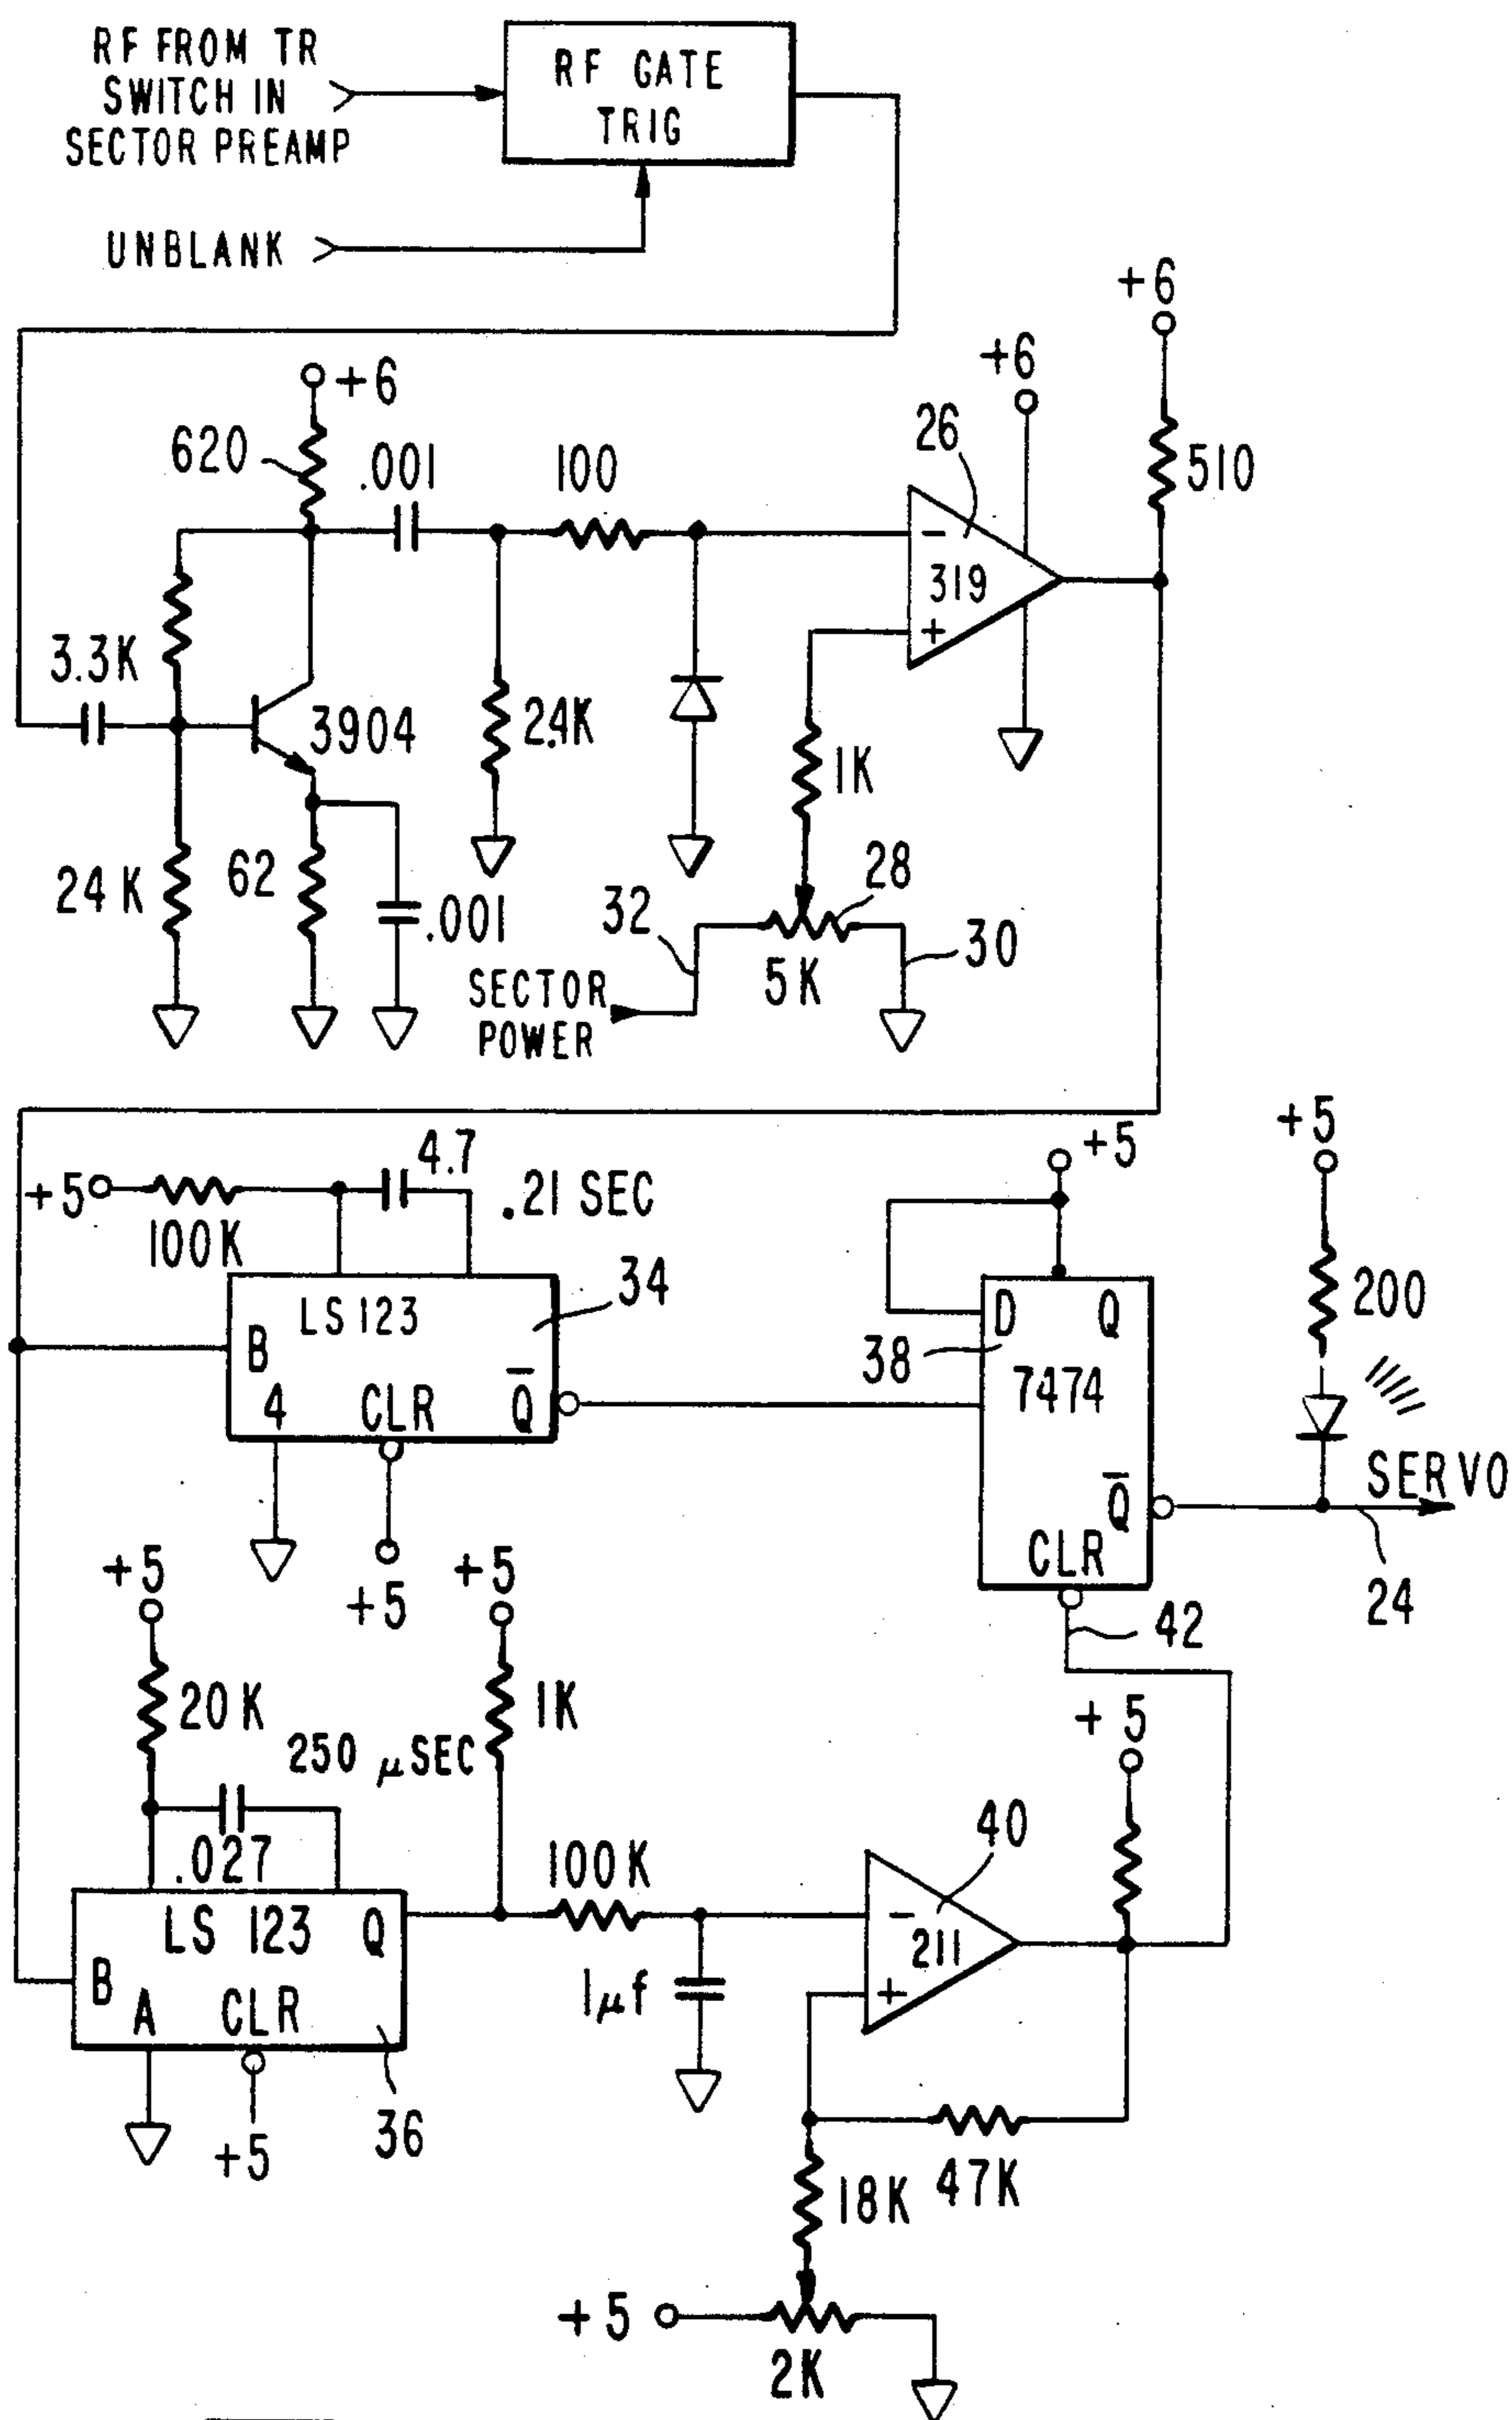 RF FROM TR
SWITCH IN
SECTOR PREAMP
RF GATE
TRIG
UNBLANK
+6
+6
+6
26
620
.001
100
510
-
319
+
3.3K
3904
2.4K
1K
24K
62
.001
32
28
30
SECTOR
POWER
5K
+5
100K
4.7
.21 SEC
34
LS123
B
4
CLR
Q
+5
+5
+5
D
Q
38
7474
Q
CLR
200
SERVO
24
42
+5
20K
250 μSEC
.027
+5
1K
LS 123
Q
B
A
CLR
+5
36
100K
1μf
40
-
211
+
+5
47K
18K
+5
2K